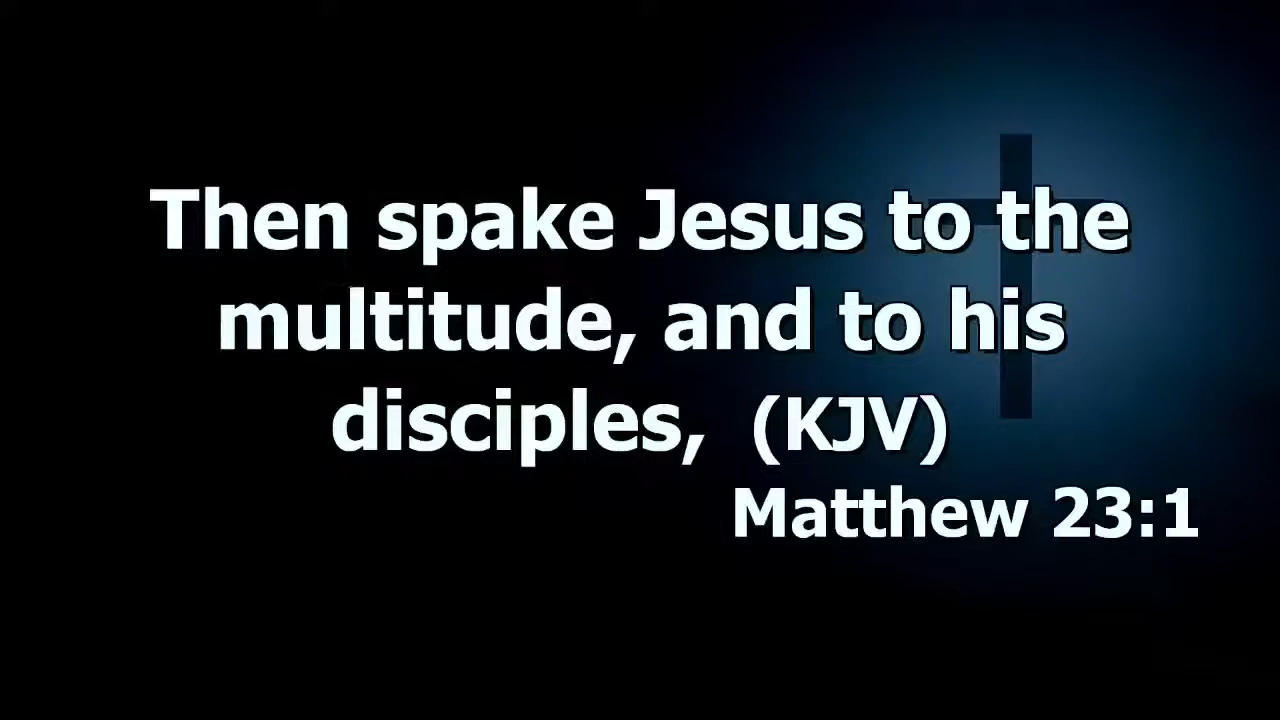 Then spake Jesus to the
multitude, and to his
disciples, (KJV)
Matthew 23:1